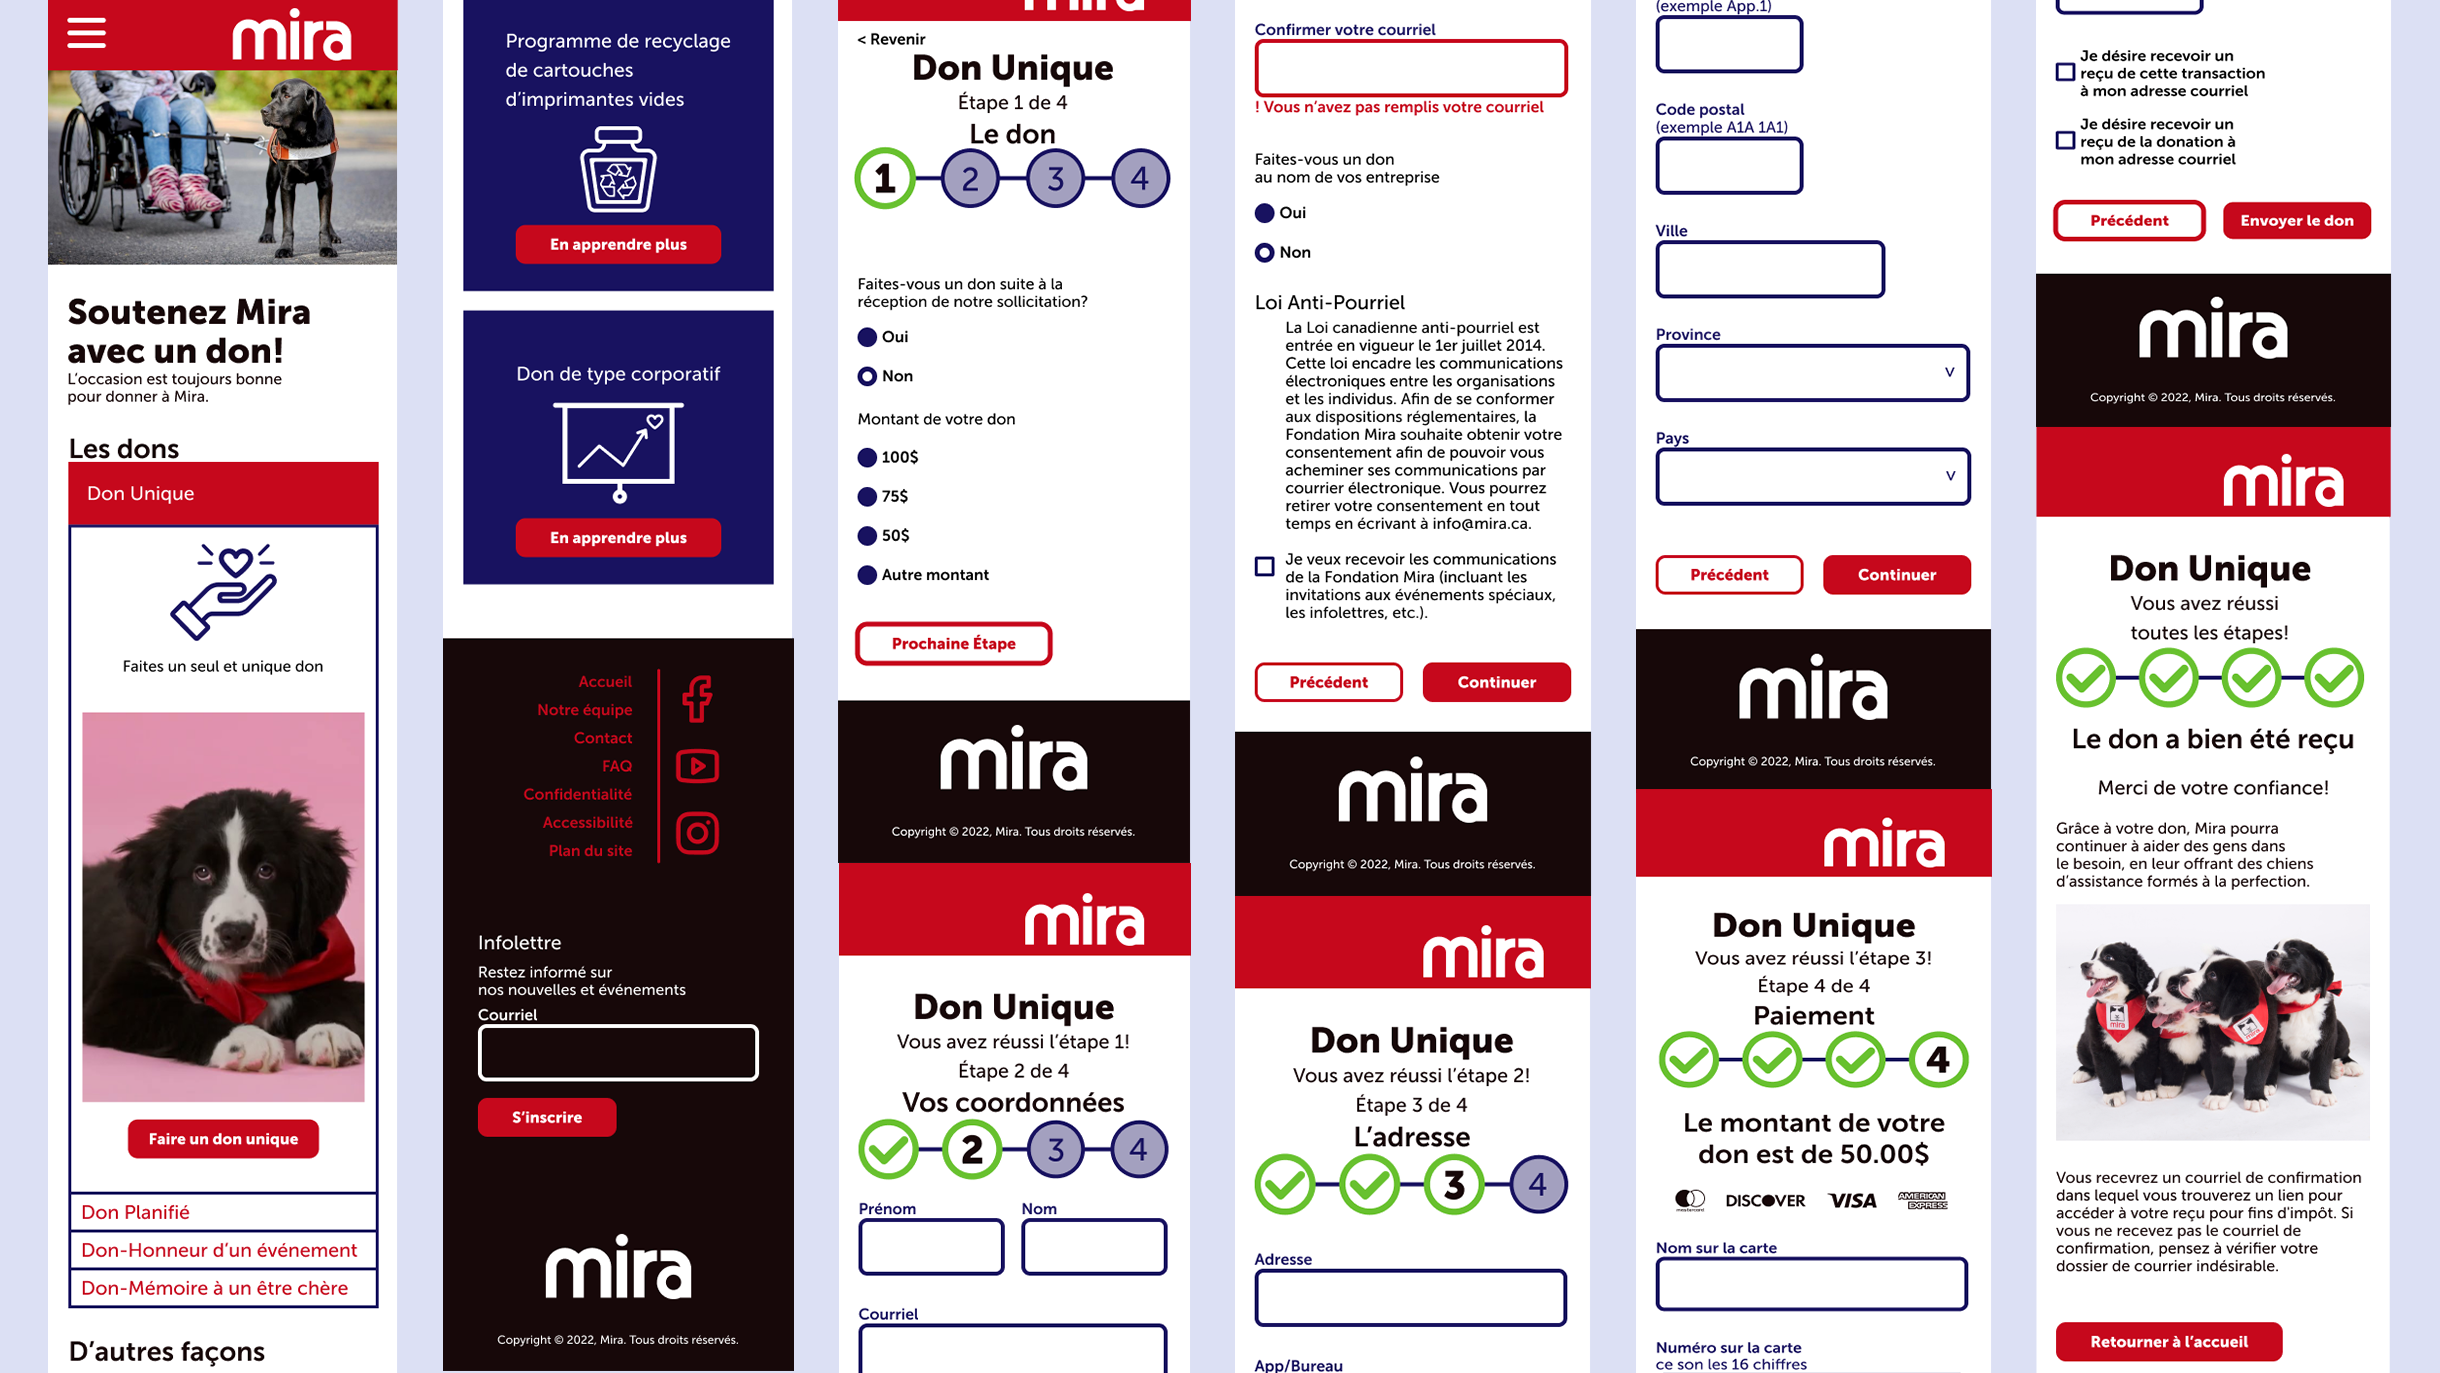 mira
Soutenez Mira
avec un don!
L'occasion est toujours bonne
pour donner à Mira.
Les dons
Don Unique
Faites un seul et unique don
Faire un don unique
Don Planifié
Don-Honneur d'un événement
Don-Mémoire à un être chère
D'autres façons
Programme de recyclage
de cartouches
d'imprimantes vides
En apprendre plus
Don de type corporatif
En apprendre plus
Accueil
Notre équipe
Contact
FAQ
Confidentialité
Accessibilité
Plan du site
Infolettre
Restez informé sur
nos nouvelles et événements
Courriel
S'inscrire
mira
Copyright © 2022, Mira. Tous droits réservés.
mira
< Revenir
Don Unique
Étape 1 de 4
Le don
1 2 3 4
Faites-vous un don suite à la
réception de notre sollicitation?
Oui
Non
Montant de votre don
100$
75$
50$
Autre montant
Prochaine Étape
mira
Copyright © 2022, Mira. Tous droits réservés.
mira
Don Unique
Vous avez réussi l'étape 1!
Étape 2 de 4
Vos coordonnées
2 3 4
Prénom Nom
Courriel
Confirmer votre courriel
! Vous n'avez pas remplis votre courriel
Faites-vous un don
au nom de vos entreprise
Oui
Non
Loi Anti-Pourriel
La Loi canadienne anti-pourriel est
entrée en vigueur le 1er juillet 2014.
Cette loi encadre les communications
électroniques entre les organisations
et les individus. Afin de se conformer
aux dispositions réglementaires, la
Fondation Mira souhaite obtenir votre
consentement afin de pouvoir vous
acheminer ses communications par
courrier électronique. Vous pourrez
retirer votre consentement en tout
temps en écrivant à info@mira.ca.
Je veux recevoir les communications
de la Fondation Mira (incluant les
invitations aux événements spéciaux,
les infolettres, etc.).
Précédent Continuer
mira
Copyright © 2022, Mira. Tous droits réservés.
mira
Don Unique
Vous avez réussi l'étape 2!
Étape 3 de 4
L'adresse
3 4
Adresse
App/Bureau
(exemple App.1)
Code postal
(exemple A1A 1A1)
Ville
Province
v
Pays
v
Précédent Continuer
mira
Copyright © 2022, Mira. Tous droits réservés.
mira
Don Unique
Vous avez réussi l'étape 3!
Étape 4 de 4
Paiement
4
Le montant de votre
don est de 50.00$
mastercard DISCOVER VISA AMERICAN EXPRESS
Nom sur la carte
Numéro sur la carte
ce son les 16 chiffres
Je désire recevoir un
reçu de cette transaction
à mon adresse courriel
Je désire recevoir un
reçu de la donation à
mon adresse courriel
Précédent Envoyer le don
mira
Copyright © 2022, Mira. Tous droits réservés.
mira
Don Unique
Vous avez réussi
toutes les étapes!
Le don a bien été reçu
Merci de votre confiance!
Grâce à votre don, Mira pourra
continuer à aider des gens dans
le besoin, en leur offrant des chiens
d'assistance formés à la perfection.
mira
mira
Vous recevrez un courriel de confirmation
dans lequel vous trouverez un lien pour
accéder à votre reçu pour fins d'impôt. Si
vous ne recevez pas le courriel de
confirmation, pensez à vérifier votre
dossier de courrier indésirable.
Retourner à l'accueil